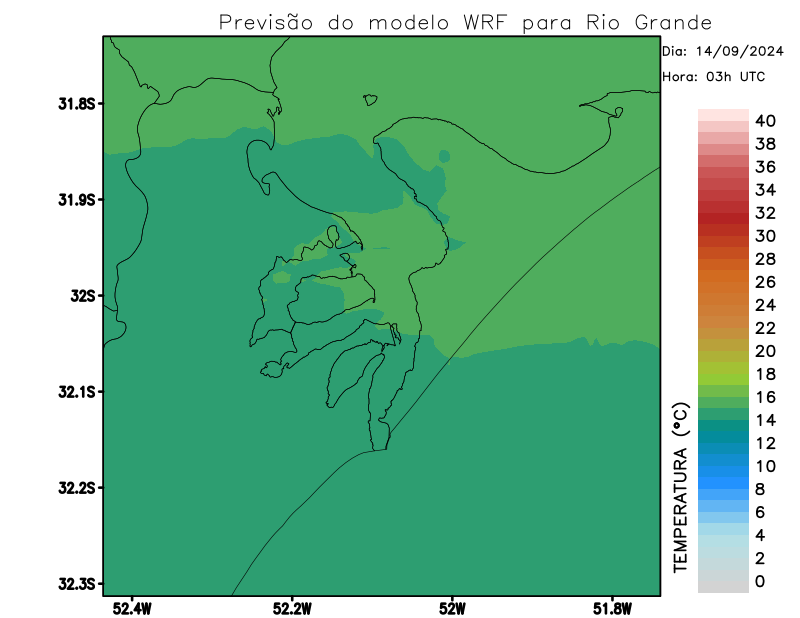 Previsão do modelo WRF para Rio Grande
Dia: 14/09/2024
Hora: 03h UTC
31.8S
31.9S
32S
32.1S
32.2S
32.3S
52.4W
52.2W
52W
51.8W
TEMPERATURA (°C)
40
38
36
34
32
30
28
26
24
22
20
18
16
14
12
10
8
6
4
2
0